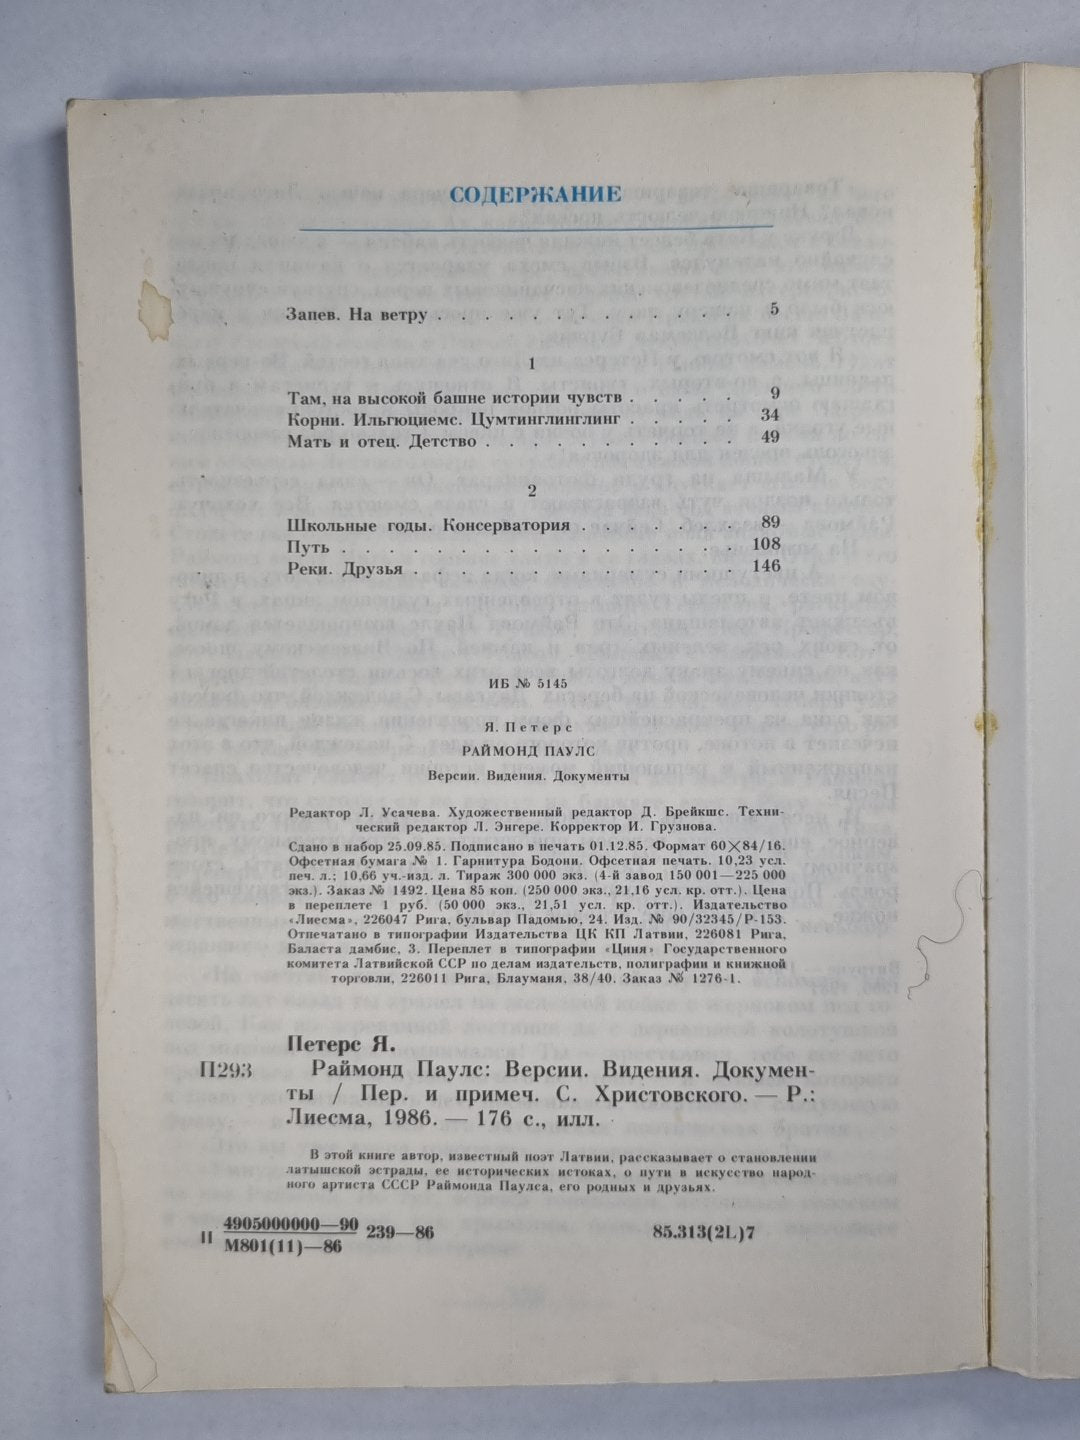 СОДЕРЖАНИЕ
Запев. На ветру . . . . . . . . . . . . . 5
1
Там, на высокой башне истории чувств . . . . . 9
Корни. Ильгюциемс. Цумтинглинглинг . . . . . 34
Мать и отец. Детство . . . . . . . . . . . 49
2
Школьные годы. Консерватория . . . . . . . 89
Путь . . . . . . . . . . . . . . . . . 108
Реки. Друзья . . . . . . . . . . . . . . 146
ИБ № 5145
Я. Петерс
РАЙМОНД ПАУЛС
Версии. Видения. Документы
Редактор Л. Усачева. Художественный редактор Д. Брейкшс. Техни-
ческий редактор Л. Энгере. Корректор И. Грузнова.
Сдано в набор 25.09.85. Подписано в печать 01.12.85. Формат 60×84/16.
Офсетная бумага № 1. Гарнитура Бодони. Офсетная печать. 10,23 усл.
печ. л.; 10,66 уч.-изд. л. Тираж 300 000 экз. (4-й завод 150 001—225 000
экз.). Заказ № 1492. Цена 85 коп. (250 000 экз., 21,16 усл. кр. отт.). Цена
в переплете 1 руб. (50 000 экз., 21,51 усл. кр. отт.). Издательство
«Лиесма», 226047 Рига, бульвар Падомью, 24. Изд. № 90/32345/Р-153.
Отпечатано в типографии Издательства ЦК КП Латвии, 226081 Рига,
Баласта дамбис, 3. Переплет в типографии «Циня» Государственного
комитета Латвийской ССР по делам издательств, полиграфии и книжной
торговли, 226011 Рига, Блауманя, 38/40. Заказ № 1276-1.
Петерс Я.
П293 Раймонд Паулс: Версии. Видения. Докумен-
ты / Пер. и примеч. С. Христовского. — Р.:
Лиесма, 1986. — 176 с., илл.
В этой книге автор, известный поэт Латвии, рассказывает о становлении
латышской эстрады, ее исторических истоках, о пути в искусство народ-
ного артиста СССР Раймонда Паулса, его родных и друзьях.
П 4905000000—90 239—86 85.313(2L)7
М801(11)—86